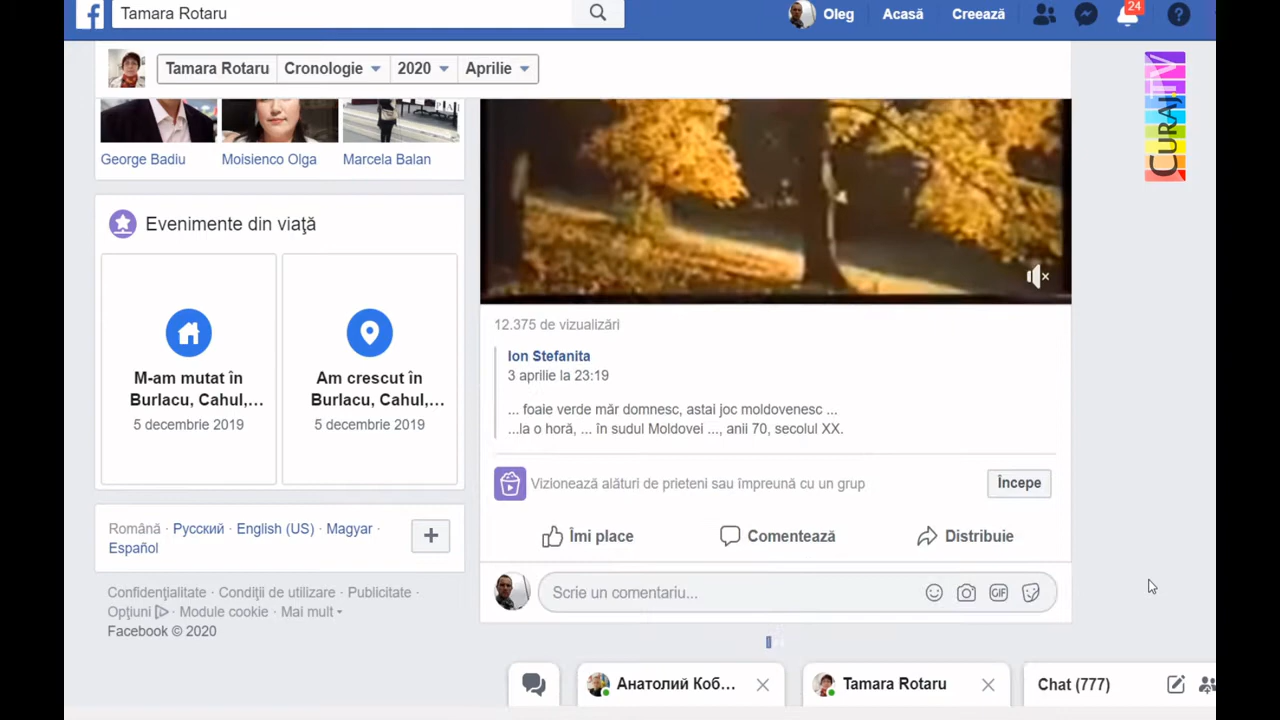 Tamara Rotaru
Oleg
Acasă
Creează
24
Tamara Rotaru
Cronologie
2020
Aprilie
CURAJ TV
George Badiu
Moisienco Olga
Marcela Balan
Evenimente din viață
M-am mutat în
Burlacu, Cahul,...
5 decembrie 2019
Am crescut în
Burlacu, Cahul,...
5 decembrie 2019
Română · Русский · English (US) · Magyar ·
Español
Confidențialitate · Condiții de utilizare · Publicitate ·
Opțiuni · Module cookie · Mai mult
Facebook © 2020
12.375 de vizualizări
Ion Stefanita
3 aprilie la 23:19
... foaie verde măr domnesc, astai joc moldovenesc ...
...la o horă, ... în sudul Moldovei ..., anii 70, secolul XX.
Vizionează alături de prieteni sau împreună cu un grup
Începe
Îmi place
Comentează
Distribuie
Scrie un comentariu...
GIF
Анатолий Коб...
Tamara Rotaru
Chat (777)